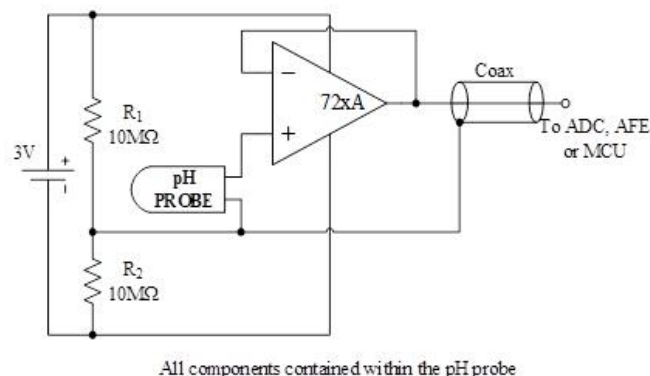 R1
10MΩ
3V
+
−
−
72xA
+
pH
PROBE
Coax
To ADC, AFE
or MCU
R2
10MΩ
All components contained within the pH probe